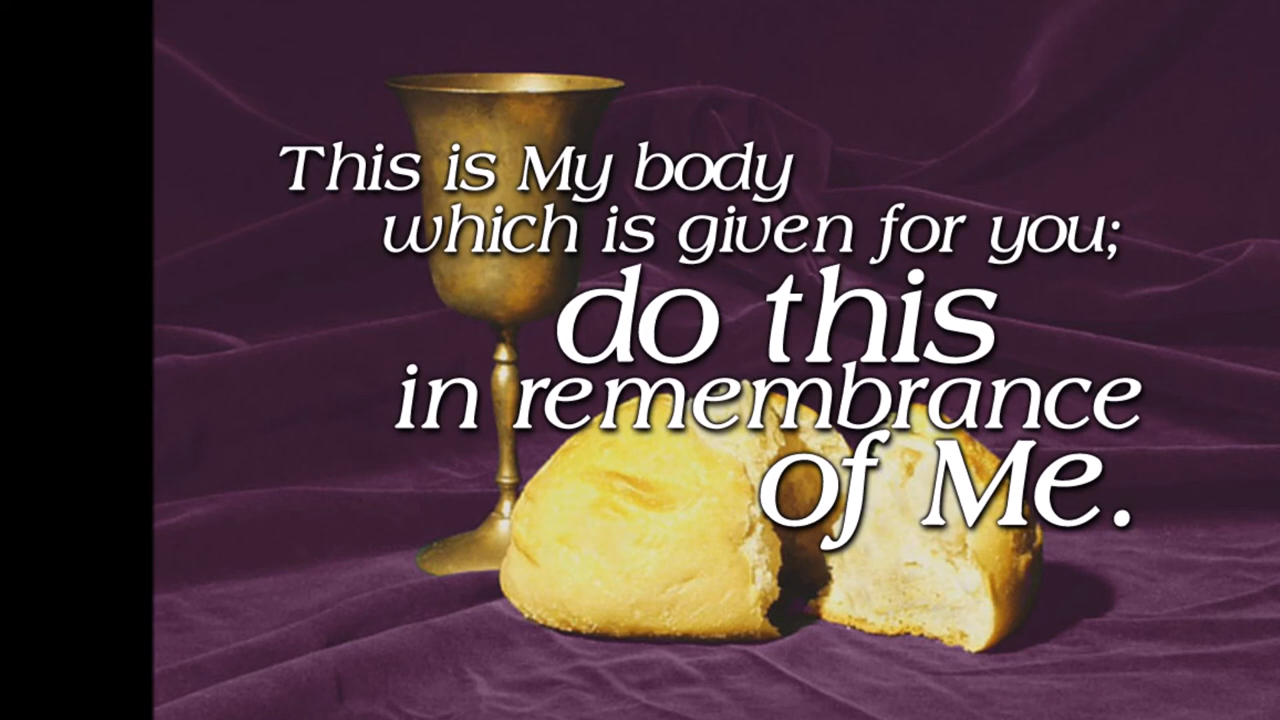 This is My body
which is given for you;
do this
in remembrance
of Me.